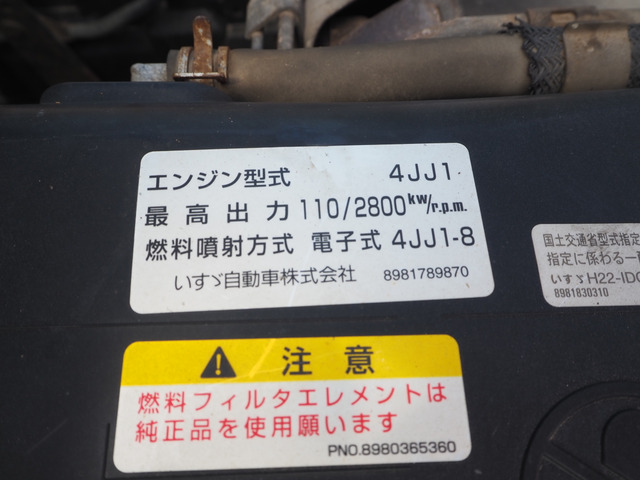 エンジン型式 4JJ1
最高出力 110/2800kw/r.p.m.
燃料噴射方式 電子式 4JJ1-8
いすゞ自動車株式会社 8981789870
国土交通省型式指定
指定に係わる一
いすゞH22-ID
8981830310
注意
燃料フィルタエレメントは
純正品を使用願います
PNO.8980365360